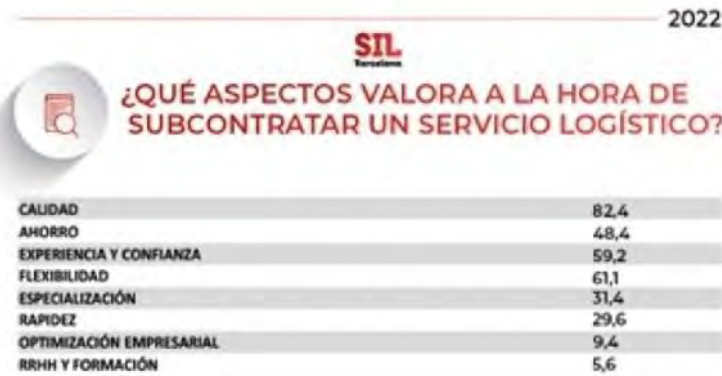 2022
SIL
Barcelona
¿QUÉ ASPECTOS VALORA A LA HORA DE
SUBCONTRATAR UN SERVICIO LOGÍSTICO?
CALIDAD 82,4
AHORRO 48,4
EXPERIENCIA Y CONFIANZA 59,2
FLEXIBILIDAD 61,1
ESPECIALIZACIÓN 31,4
RAPIDEZ 29,6
OPTIMIZACIÓN EMPRESARIAL 9,4
RRHH Y FORMACIÓN 5,6